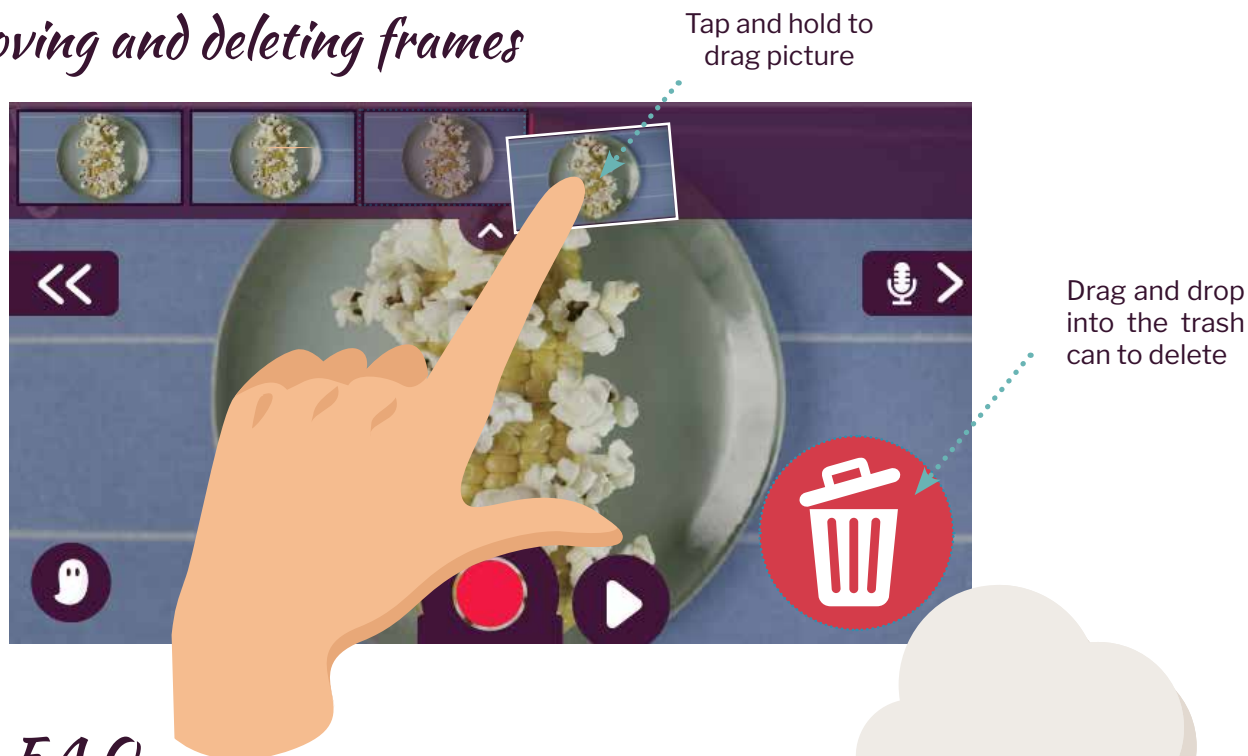 oving and deleting frames
Tap and hold to
drag picture
Drag and drop
into the trash
can to delete